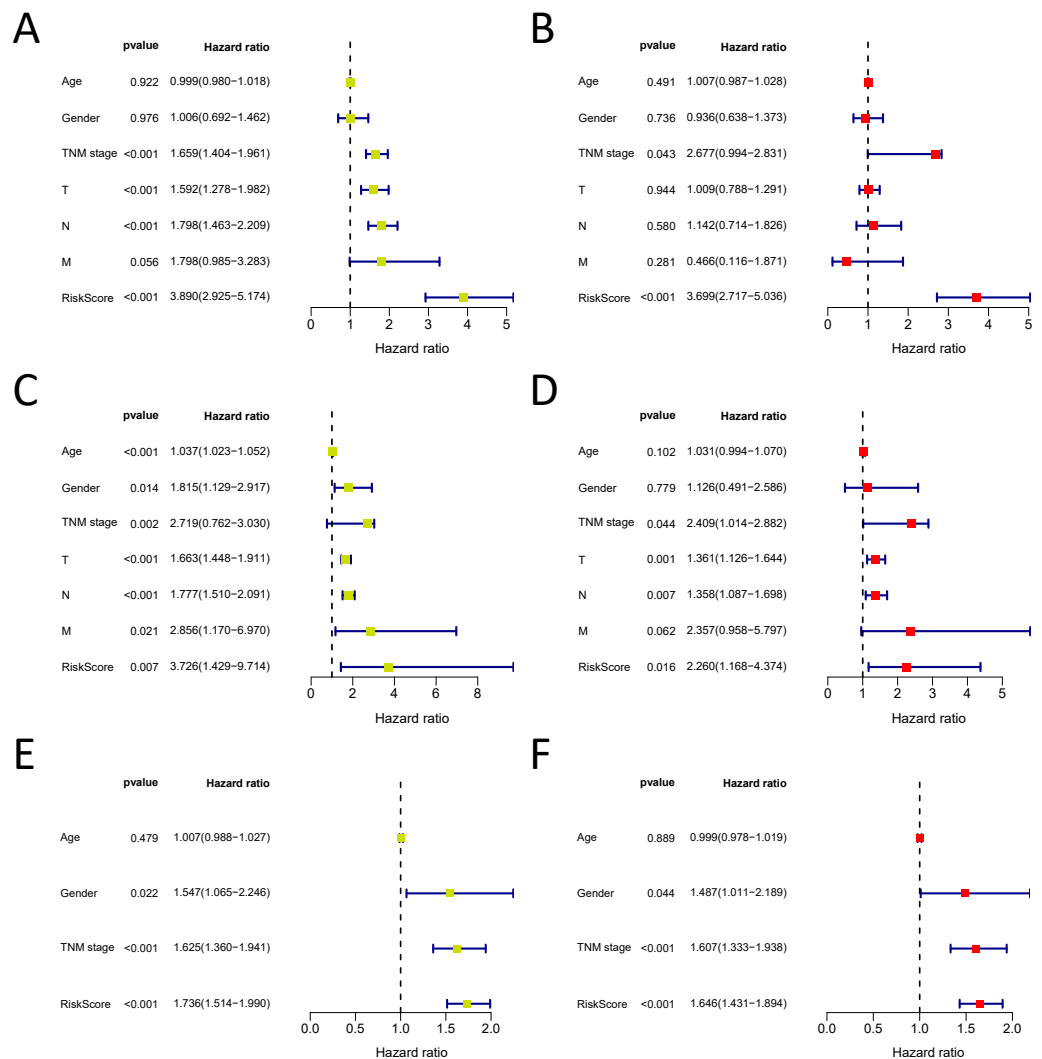 A
pvalue Hazard ratio
Age 0.922 0.999(0.980−1.018)
Gender 0.976 1.006(0.692−1.462)
TNM stage <0.001 1.659(1.404−1.961)
T <0.001 1.592(1.278−1.982)
N <0.001 1.798(1.463−2.209)
M 0.056 1.798(0.985−3.283)
RiskScore <0.001 3.890(2.925−5.174)
0 1 2 3 4 5
Hazard ratio
B
pvalue Hazard ratio
Age 0.491 1.007(0.987−1.028)
Gender 0.736 0.936(0.638−1.373)
TNM stage 0.043 2.677(0.994−2.831)
T 0.944 1.009(0.788−1.291)
N 0.580 1.142(0.714−1.826)
M 0.281 0.466(0.116−1.871)
RiskScore <0.001 3.699(2.717−5.036)
0 1 2 3 4 5
Hazard ratio
C
pvalue Hazard ratio
Age <0.001 1.037(1.023−1.052)
Gender 0.014 1.815(1.129−2.917)
TNM stage 0.002 2.719(0.762−3.030)
T <0.001 1.663(1.448−1.911)
N <0.001 1.777(1.510−2.091)
M 0.021 2.856(1.170−6.970)
RiskScore 0.007 3.726(1.429−9.714)
0 2 4 6 8
Hazard ratio
D
pvalue Hazard ratio
Age 0.102 1.031(0.994−1.070)
Gender 0.779 1.126(0.491−2.586)
TNM stage 0.044 2.409(1.014−2.882)
T 0.001 1.361(1.126−1.644)
N 0.007 1.358(1.087−1.698)
M 0.062 2.357(0.958−5.797)
RiskScore 0.016 2.260(1.168−4.374)
0 1 2 3 4 5
Hazard ratio
E
pvalue Hazard ratio
Age 0.479 1.007(0.988−1.027)
Gender 0.022 1.547(1.065−2.246)
TNM stage <0.001 1.625(1.360−1.941)
RiskScore <0.001 1.736(1.514−1.990)
0.0 0.5 1.0 1.5 2.0
Hazard ratio
F
pvalue Hazard ratio
Age 0.889 0.999(0.978−1.019)
Gender 0.044 1.487(1.011−2.189)
TNM stage <0.001 1.607(1.333−1.938)
RiskScore <0.001 1.646(1.431−1.894)
0.0 0.5 1.0 1.5 2.0
Hazard ratio